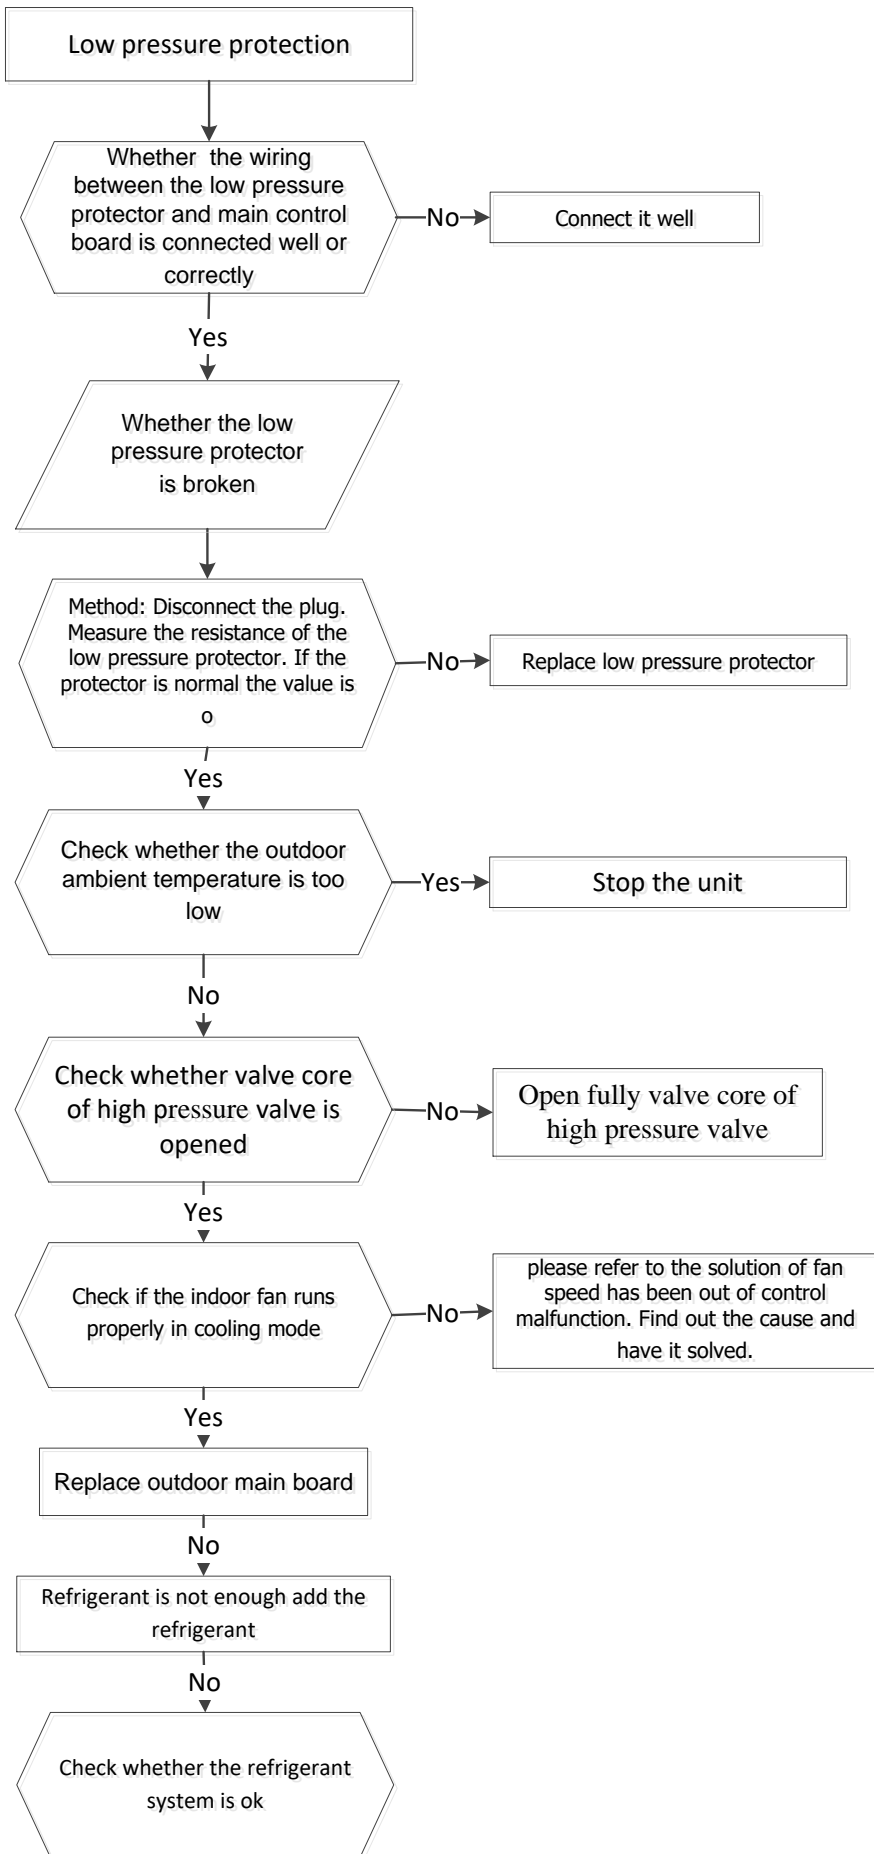 Low pressure protection
Whether the wiring
between the low pressure
protector and main control
board is connected well or
correctly
No
Connect it well
Yes
Whether the low
pressure protector
is broken
Method: Disconnect the plug.
Measure the resistance of the
low pressure protector. If the
protector is normal the value is
o
No
Replace low pressure protector
Yes
Check whether the outdoor
ambient temperature is too
low
Yes
Stop the unit
No
Check whether valve core
of high pressure valve is
opened
No
Open fully valve core of
high pressure valve
Yes
Check if the indoor fan runs
properly in cooling mode
No
please refer to the solution of fan
speed has been out of control
malfunction. Find out the cause and
have it solved.
Yes
Replace outdoor main board
No
Refrigerant is not enough add the
refrigerant
No
Check whether the refrigerant
system is ok